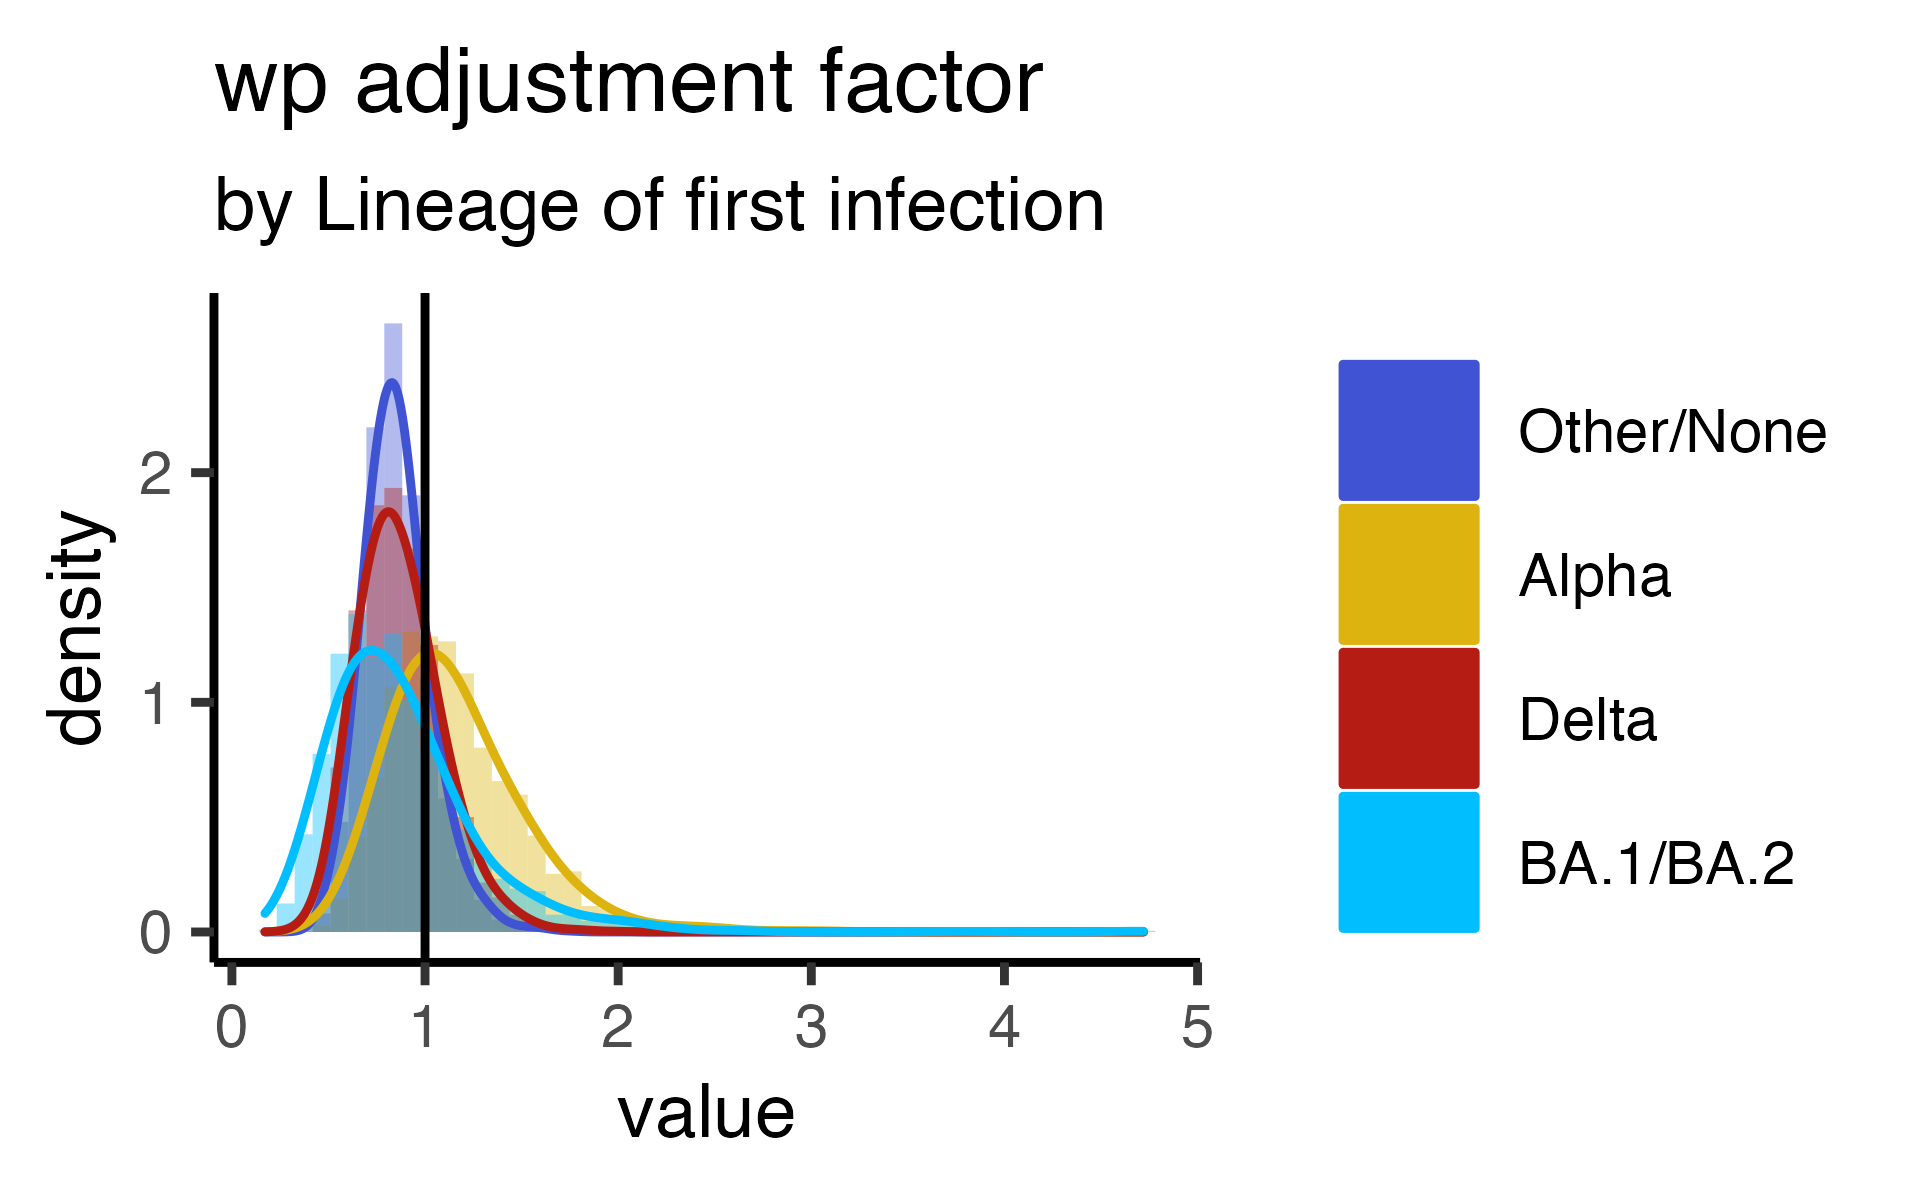 wp adjustment factor
by Lineage of first infection
density
2
1
0
0 1 2 3 4 5
value
Other/None
Alpha
Delta
BA.1/BA.2